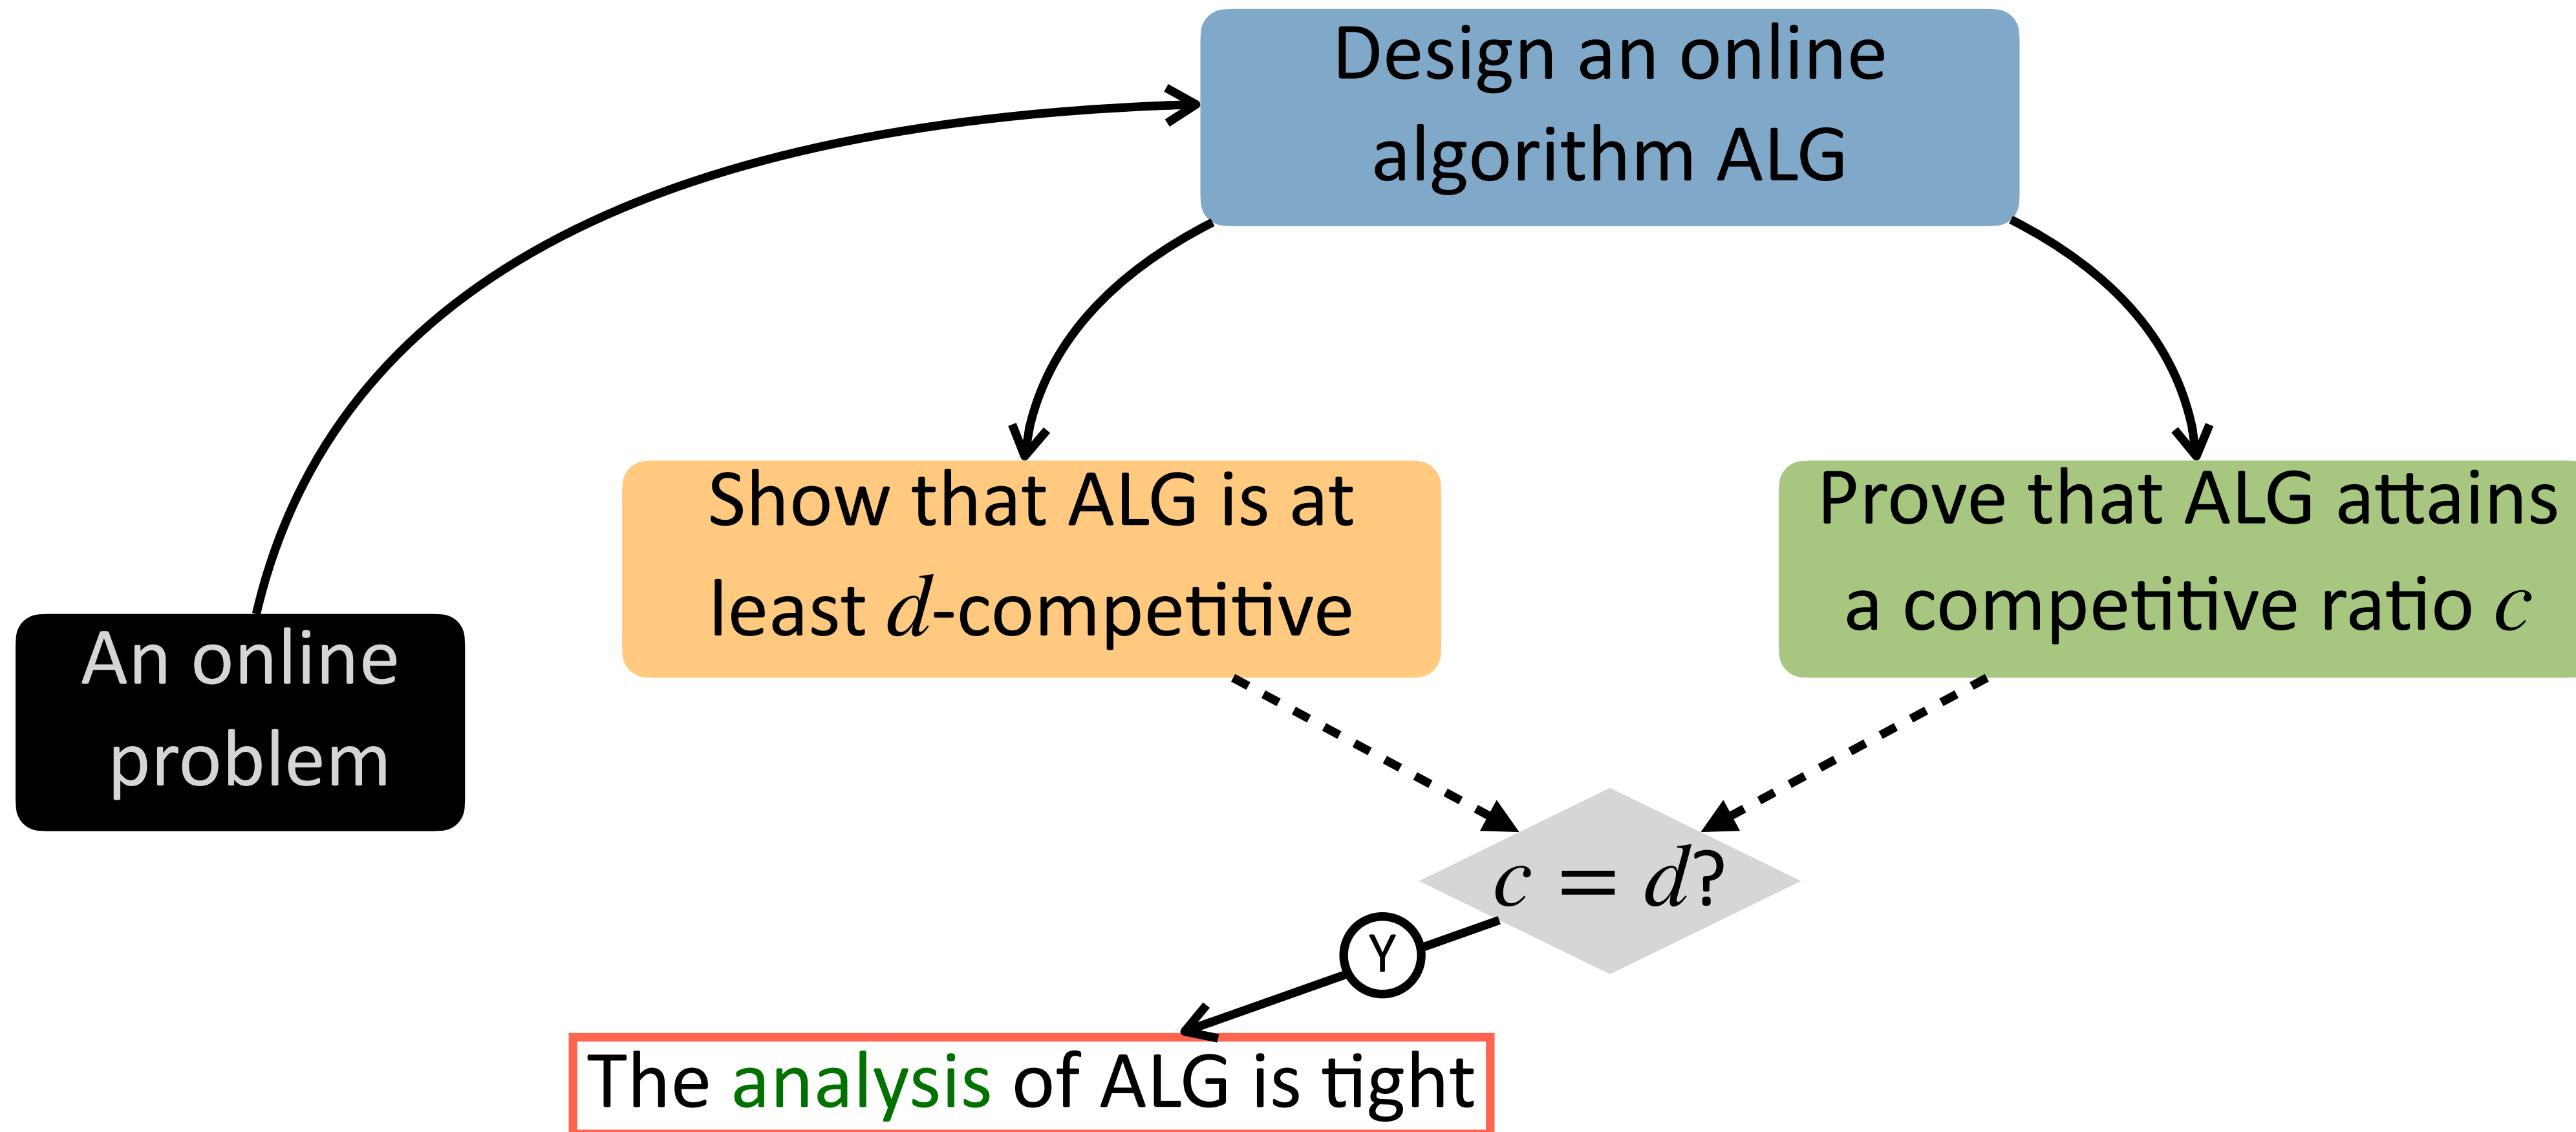 Design an online
algorithm ALG
Show that ALG is at
least d-competitive
Prove that ALG attains
a competitive ratio c
An online
problem
c = d?
Y
The analysis of ALG is tight